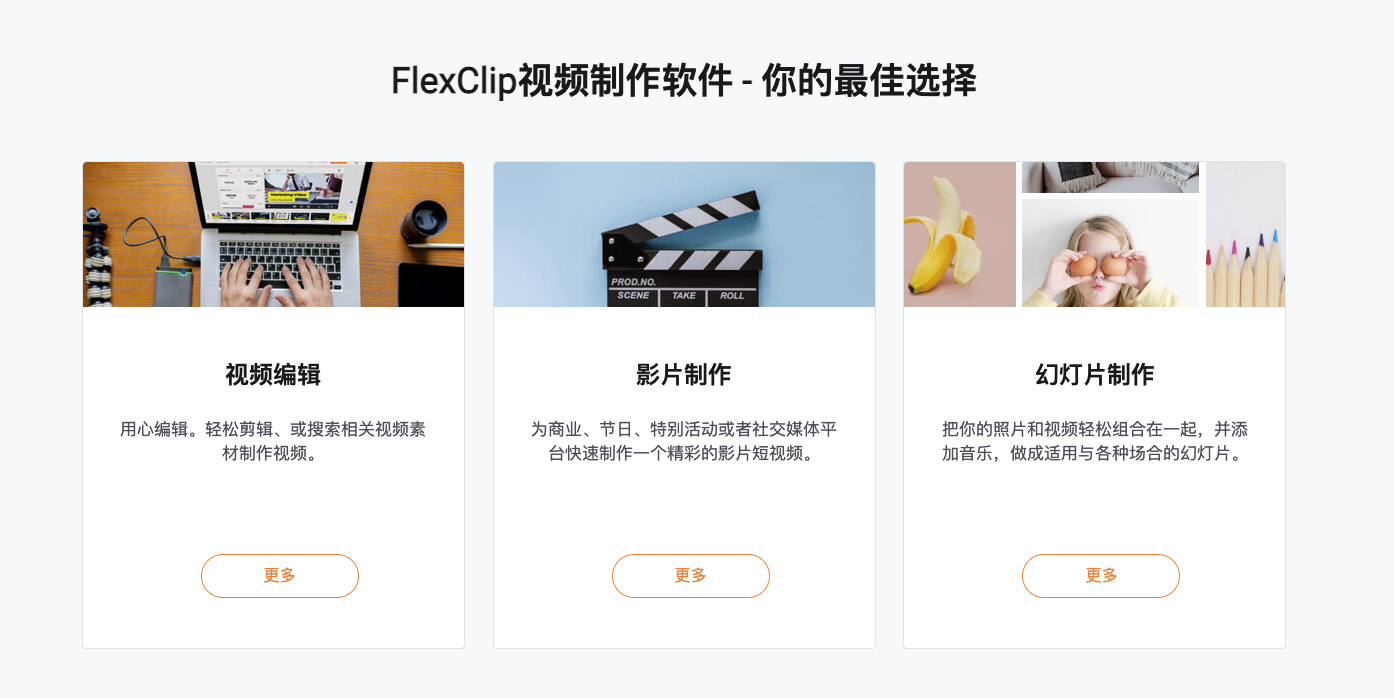 FlexClip视频制作软件 - 你的最佳选择
Marketing Video
PROD.NO.
SCENE TAKE ROLL
视频编辑
影片制作
幻灯片制作
用心编辑。轻松剪辑、或搜索相关视频素
材制作视频。
为商业、节日、特别活动或者社交媒体平
台快速制作一个精彩的影片短视频。
把你的照片和视频轻松组合在一起，并添
加音乐，做成适用与各种场合的幻灯片。
更多
更多
更多